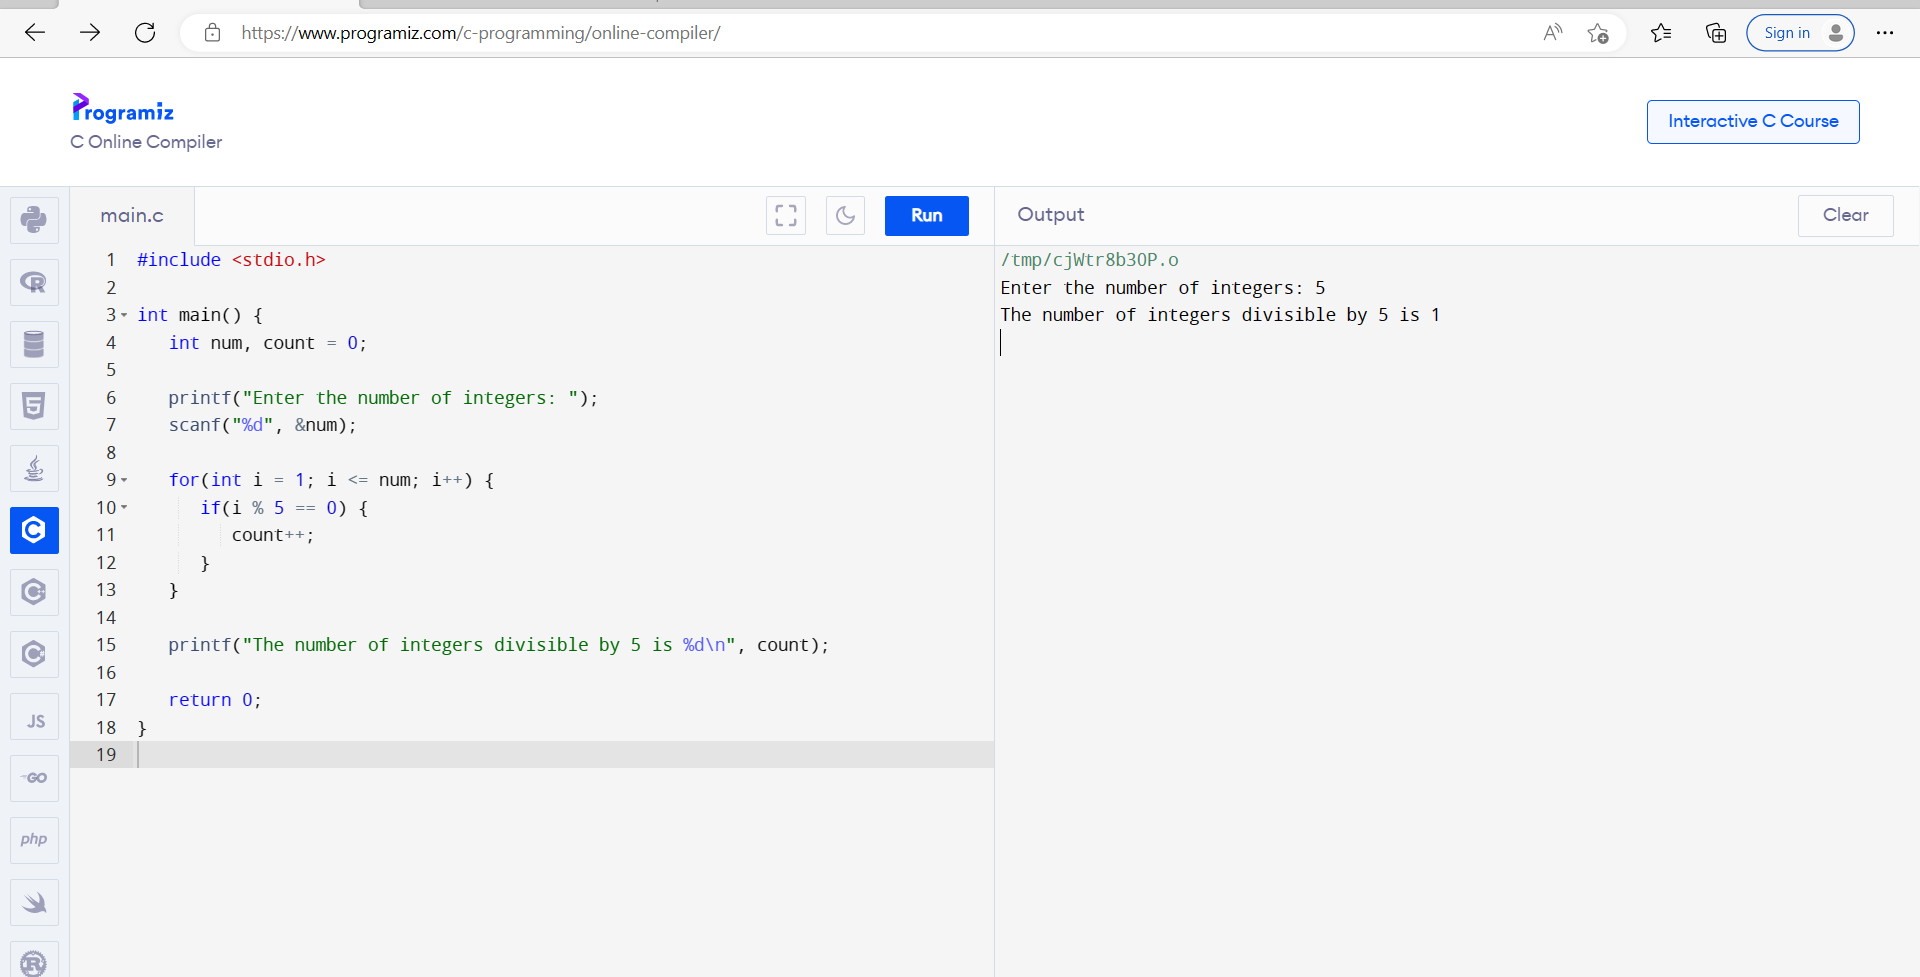 https://www.programiz.com/c-programming/online-compiler/
Sign in
Programiz
C Online Compiler
Interactive C Course
main.c
Run
Output
Clear
1 #include <stdio.h>
2
3 int main() {
4    int num, count = 0;
5
6    printf("Enter the number of integers: ");
7    scanf("%d", &num);
8
9    for(int i = 1; i <= num; i++) {
10       if(i % 5 == 0) {
11          count++;
12       }
13    }
14
15    printf("The number of integers divisible by 5 is %d\n", count);
16
17    return 0;
18 }
19
/tmp/cjWtr8b3OP.o
Enter the number of integers: 5
The number of integers divisible by 5 is 1
JS
GO
php